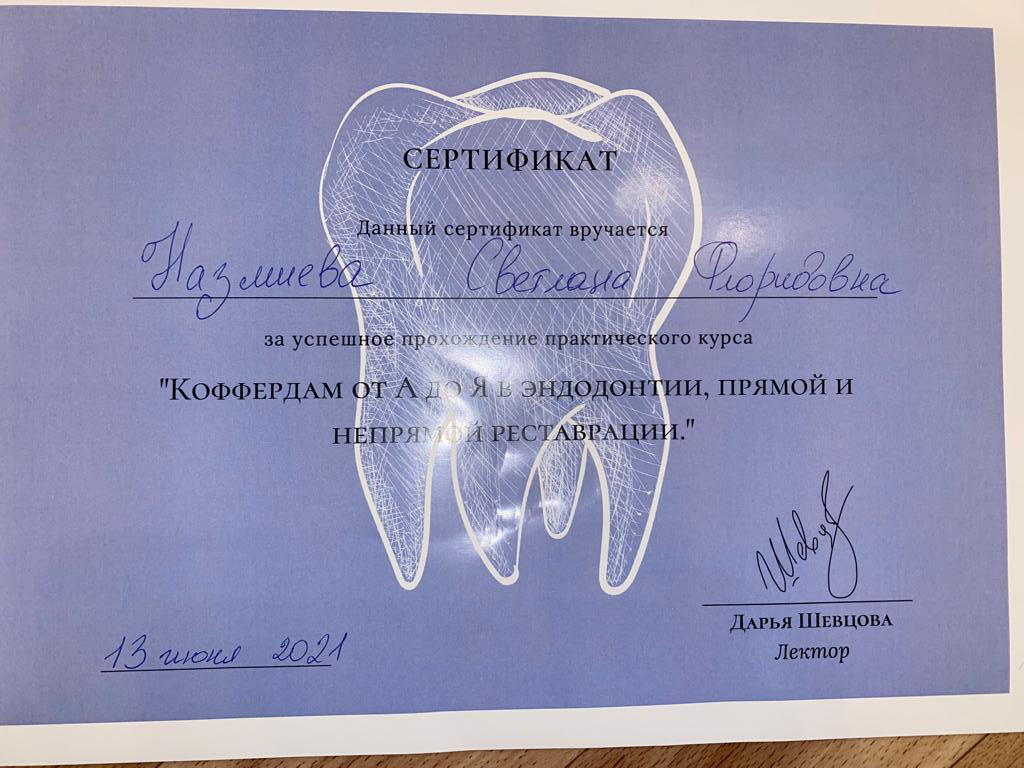 СЕРТИФИКАТ
Данный сертификат вручается
Назмиева Светлана Флоридовна
за успешное прохождение практического курса
"Коффердам от А до Я в эндодонтии, прямой и
непрямой реставрации."
Шевц
Дарья Шевцова
Лектор
13 июня 2021